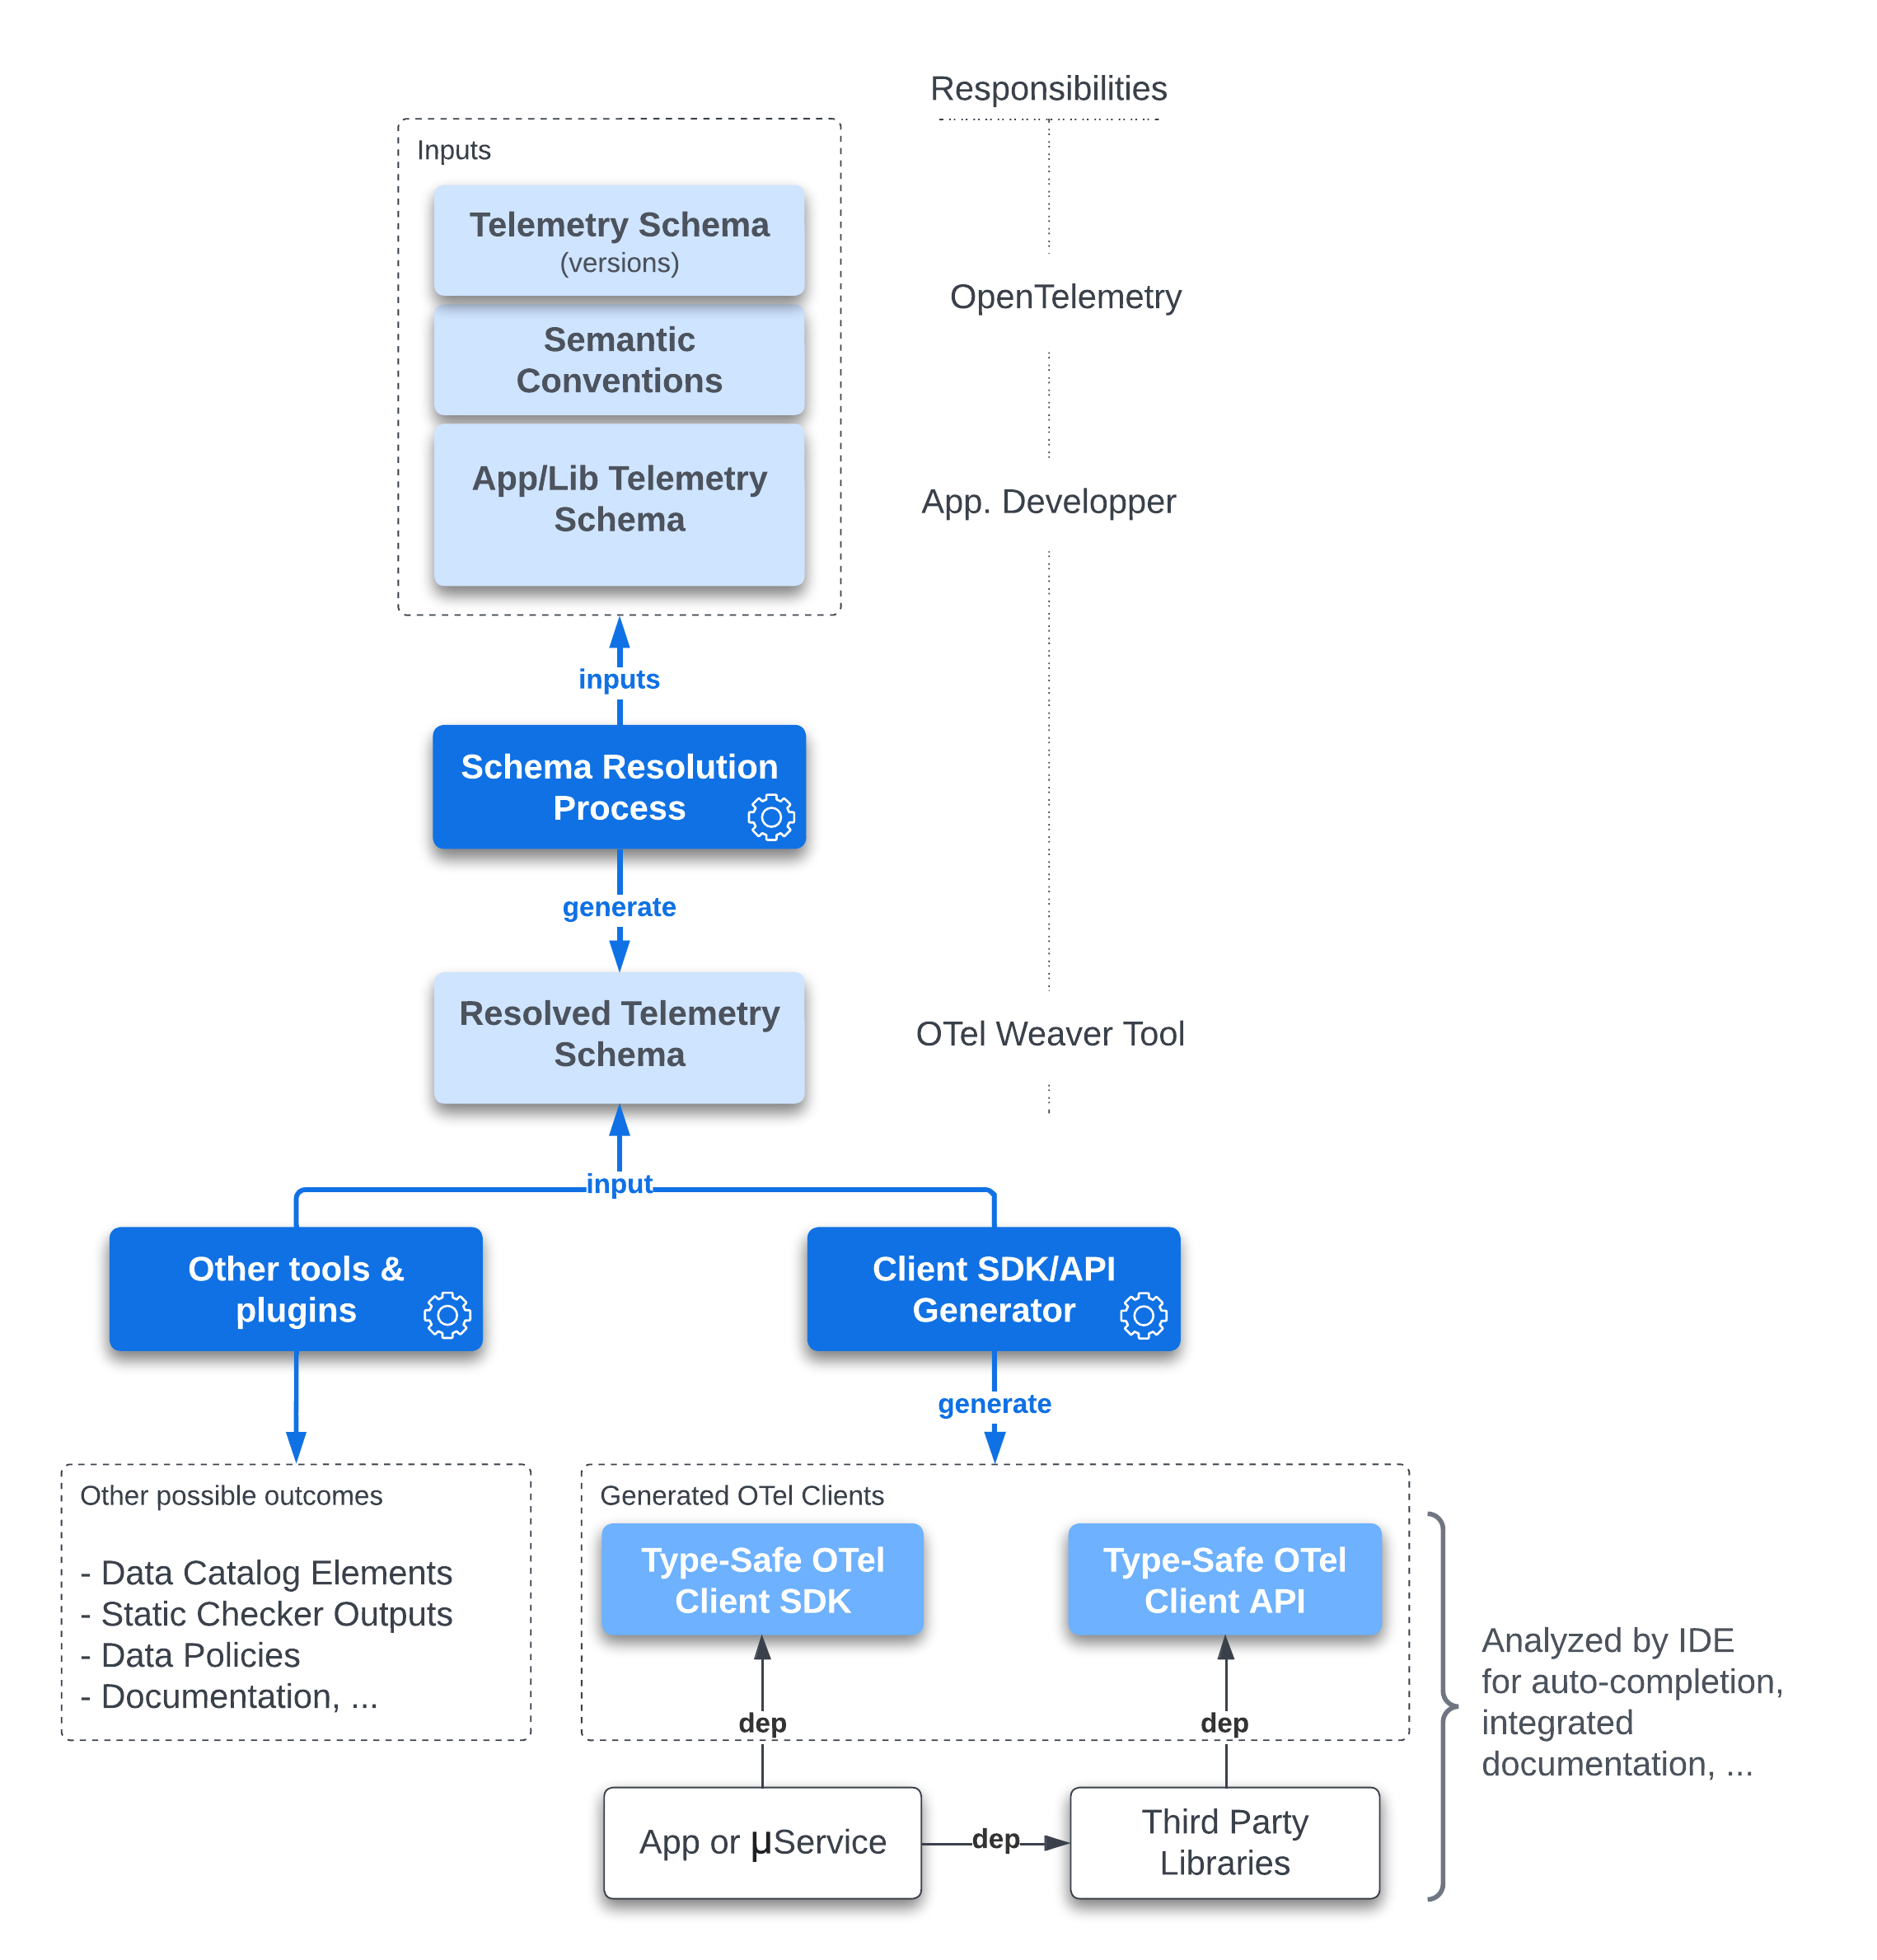 Responsibilities
Inputs
Telemetry Schema
(versions)
OpenTelemetry
Semantic
Conventions
App/Lib Telemetry
Schema
App. Developper
inputs
Schema Resolution
Process
generate
Resolved Telemetry
Schema
OTel Weaver Tool
input
Other tools &
plugins
Client SDK/API
Generator
generate
Other possible outcomes
- Data Catalog Elements
- Static Checker Outputs
- Data Policies
- Documentation, ...
Generated OTel Clients
Type-Safe OTel
Client SDK
Type-Safe OTel
Client API
dep
dep
App or µService
dep
Third Party
Libraries
Analyzed by IDE
for auto-completion,
integrated
documentation, ...